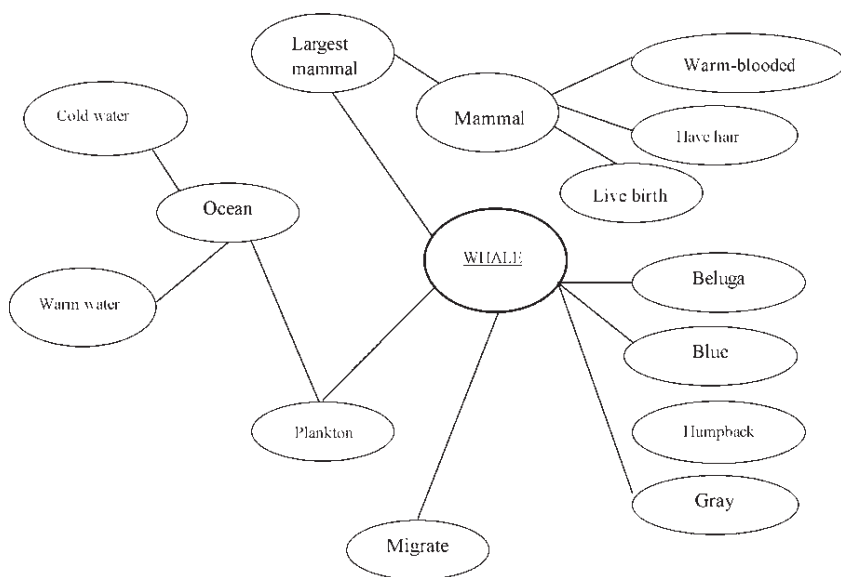 Largest
mammal
Warm-blooded
Cold water
Mammal
Have hair
Live birth
Ocean
WHALE
Beluga
Warm water
Blue
Plankton
Humpback
Gray
Migrate